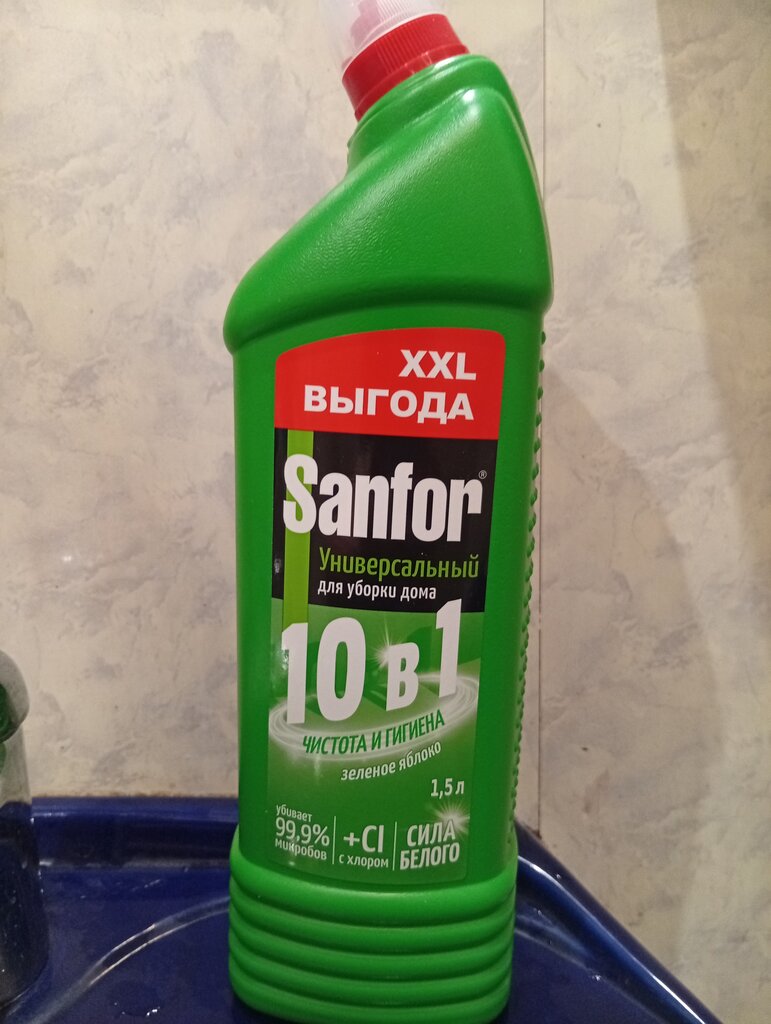 XXL
ВЫГОДА
Sanfor®
Универсальный
для уборки дома
10 в 1
ЧИСТОТА И ГИГИЕНА
зеленое яблоко
1,5 л
убивает
99,9%
микробов
+Cl
с хлором
СИЛА
БЕЛОГО